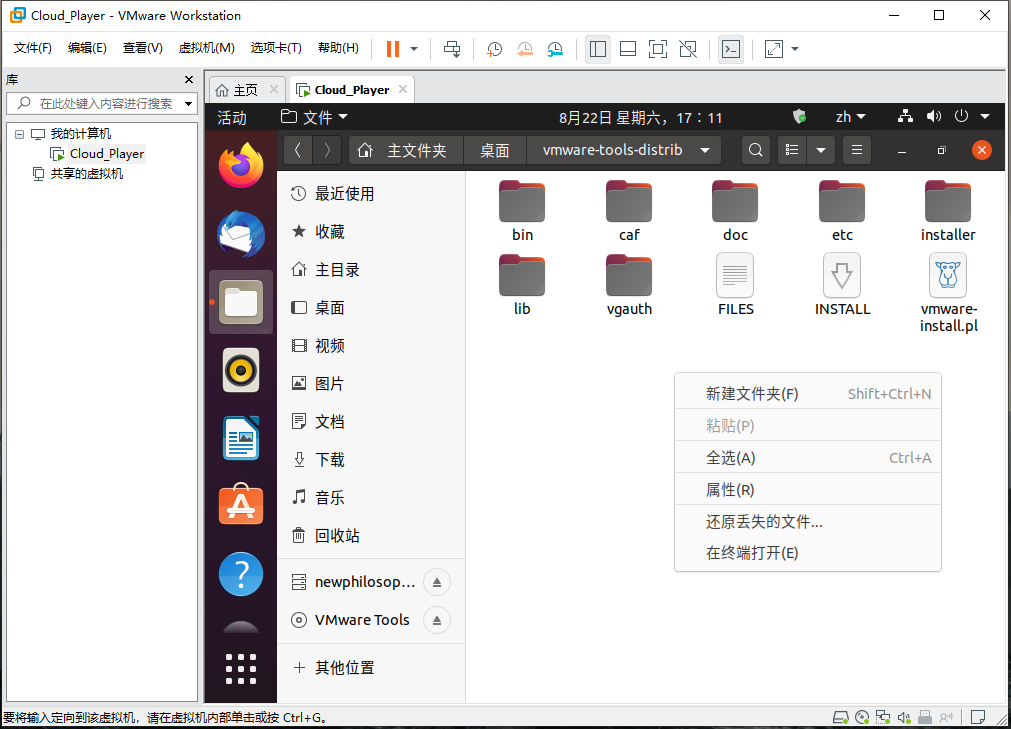 Cloud_Player - VMware Workstation
文件(F) 编辑(E) 查看(V) 虚拟机(M) 选项卡(T) 帮助(H)
库
在此处键入内容进行搜索
我的计算机
Cloud_Player
共享的虚拟机
主页
Cloud_Player
活动 文件 8月22日 星期六，17：11 zh
主文件夹 桌面 vmware-tools-distrib
最近使用
收藏
主目录
桌面
视频
图片
文档
下载
音乐
回收站
newphilosop...
VMware Tools
其他位置
bin caf doc etc installer
lib vgauth FILES INSTALL vmware-
install.pl
新建文件夹(F) Shift+Ctrl+N
粘贴(P)
全选(A) Ctrl+A
属性(R)
还原丢失的文件...
在终端打开(E)
要将输入定向到该虚拟机，请在虚拟机内部单击或按 Ctrl+G。